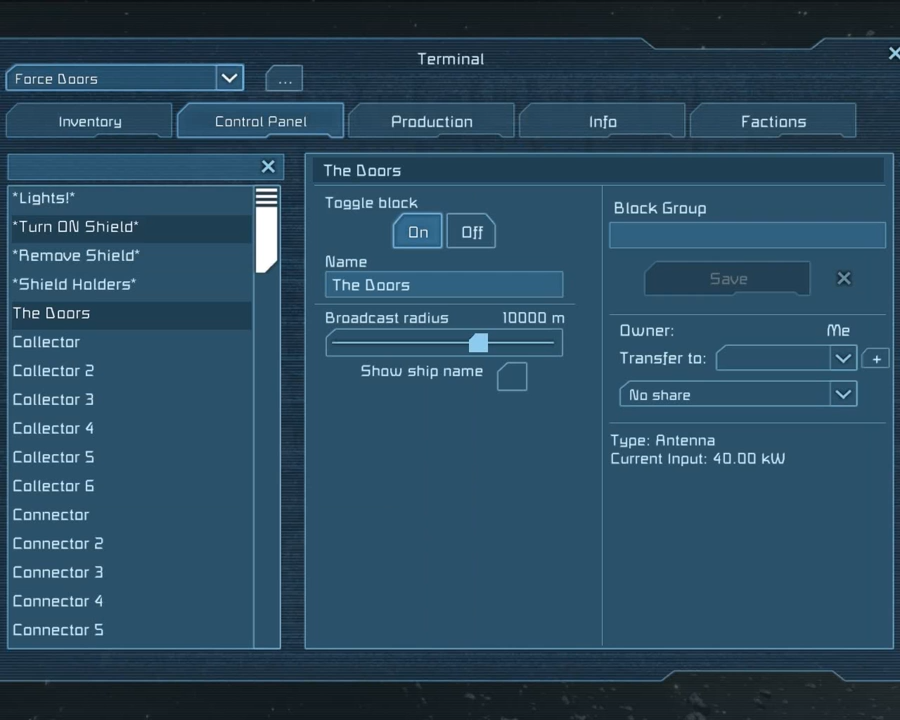 Terminal
Force Doors
...
Inventory
Control Panel
Production
Info
Factions
*Lights!*
*Turn ON Shield*
*Remove Shield*
*Shield Holders*
The Doors
Collector
Collector 2
Collector 3
Collector 4
Collector 5
Collector 6
Connector
Connector 2
Connector 3
Connector 4
Connector 5
The Doors
Toggle block
On Off
Name
The Doors
Broadcast radius 10000 m
Show ship name
Block Group
Save
Owner: Me
Transfer to: +
No share
Type: Antenna
Current Input: 40.00 kW